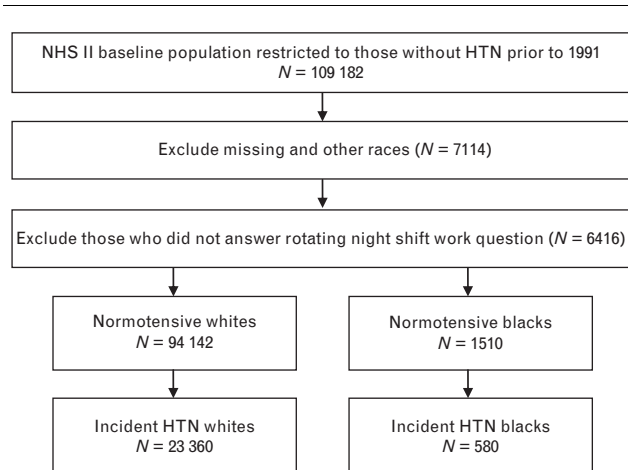 NHS II baseline population restricted to those without HTN prior to 1991
N = 109 182
Exclude missing and other races (N = 7114)
Exclude those who did not answer rotating night shift work question (N = 6416)
Normotensive whites
N = 94 142
Normotensive blacks
N = 1510
Incident HTN whites
N = 23 360
Incident HTN blacks
N = 580